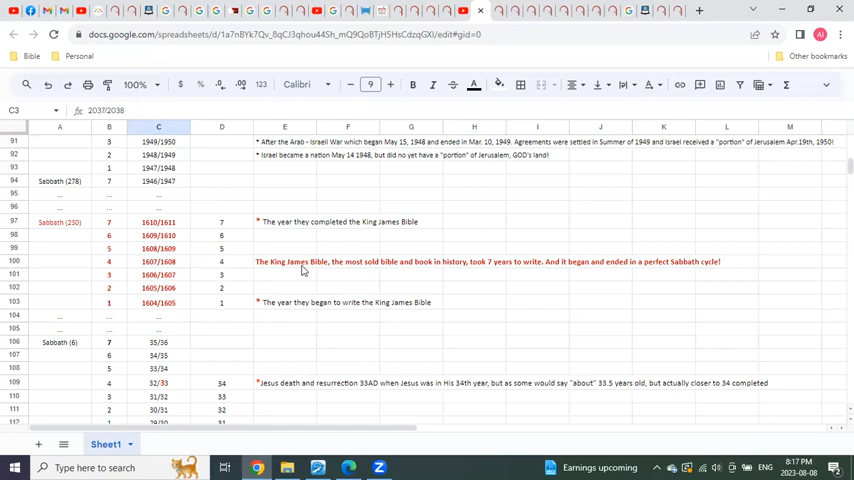 docs.google.com/spreadsheets/d/1a7nBYk7Qv_8qCJ3qhou44Sh_mQ9QoBTjH5HsCdzsQGXI/edit#gid=0
Bible Personal Other bookmarks
100% $ % .0 .00 123 Calibri 9 B I A
C3 2037/2038
A B C D E F G H I J K L M
91 3 1949/1950 * After the Arab - Israeli War which began May 15, 1948 and ended in Mar. 10, 1949. Agreements were settled in Summer of 1949 and Israel received a "portion" of Jerusalem Apr.19th, 1950!
92 2 1948/1949 * Israel became a nation May 14 1948, but did no yet have a "portion" of Jerusalem, GOD's land!
93 1 1947/1948
94 Sabbath (278) 7 1946/1947
95 ... ... ...
96 ... ... ...
97 Sabbath (230) 7 1610/1611 7 * The year they completed the King James Bible
98 6 1609/1610 6
99 5 1608/1609 5
100 4 1607/1608 4 The King James Bible, the most sold bible and book in history, took 7 years to write. And it began and ended in a perfect Sabbath cycle!
101 3 1606/1607 3
102 2 1605/1606 2
103 1 1604/1605 1 * The year they began to write the King James Bible
104 ... ... ...
105 ... ... ...
106 Sabbath (6) 7 35/36
107 6 34/35
108 5 33/34
109 4 32/33 34 *Jesus death and resurrection 33AD when Jesus was in His 34th year, but as some would say "about" 33.5 years old, but actually closer to 34 completed
110 3 31/32 33
111 2 30/31 32
112 1 29/30 31
Sheet1
Type here to search Earnings upcoming ENG 8:17 PM
2023-08-08 2